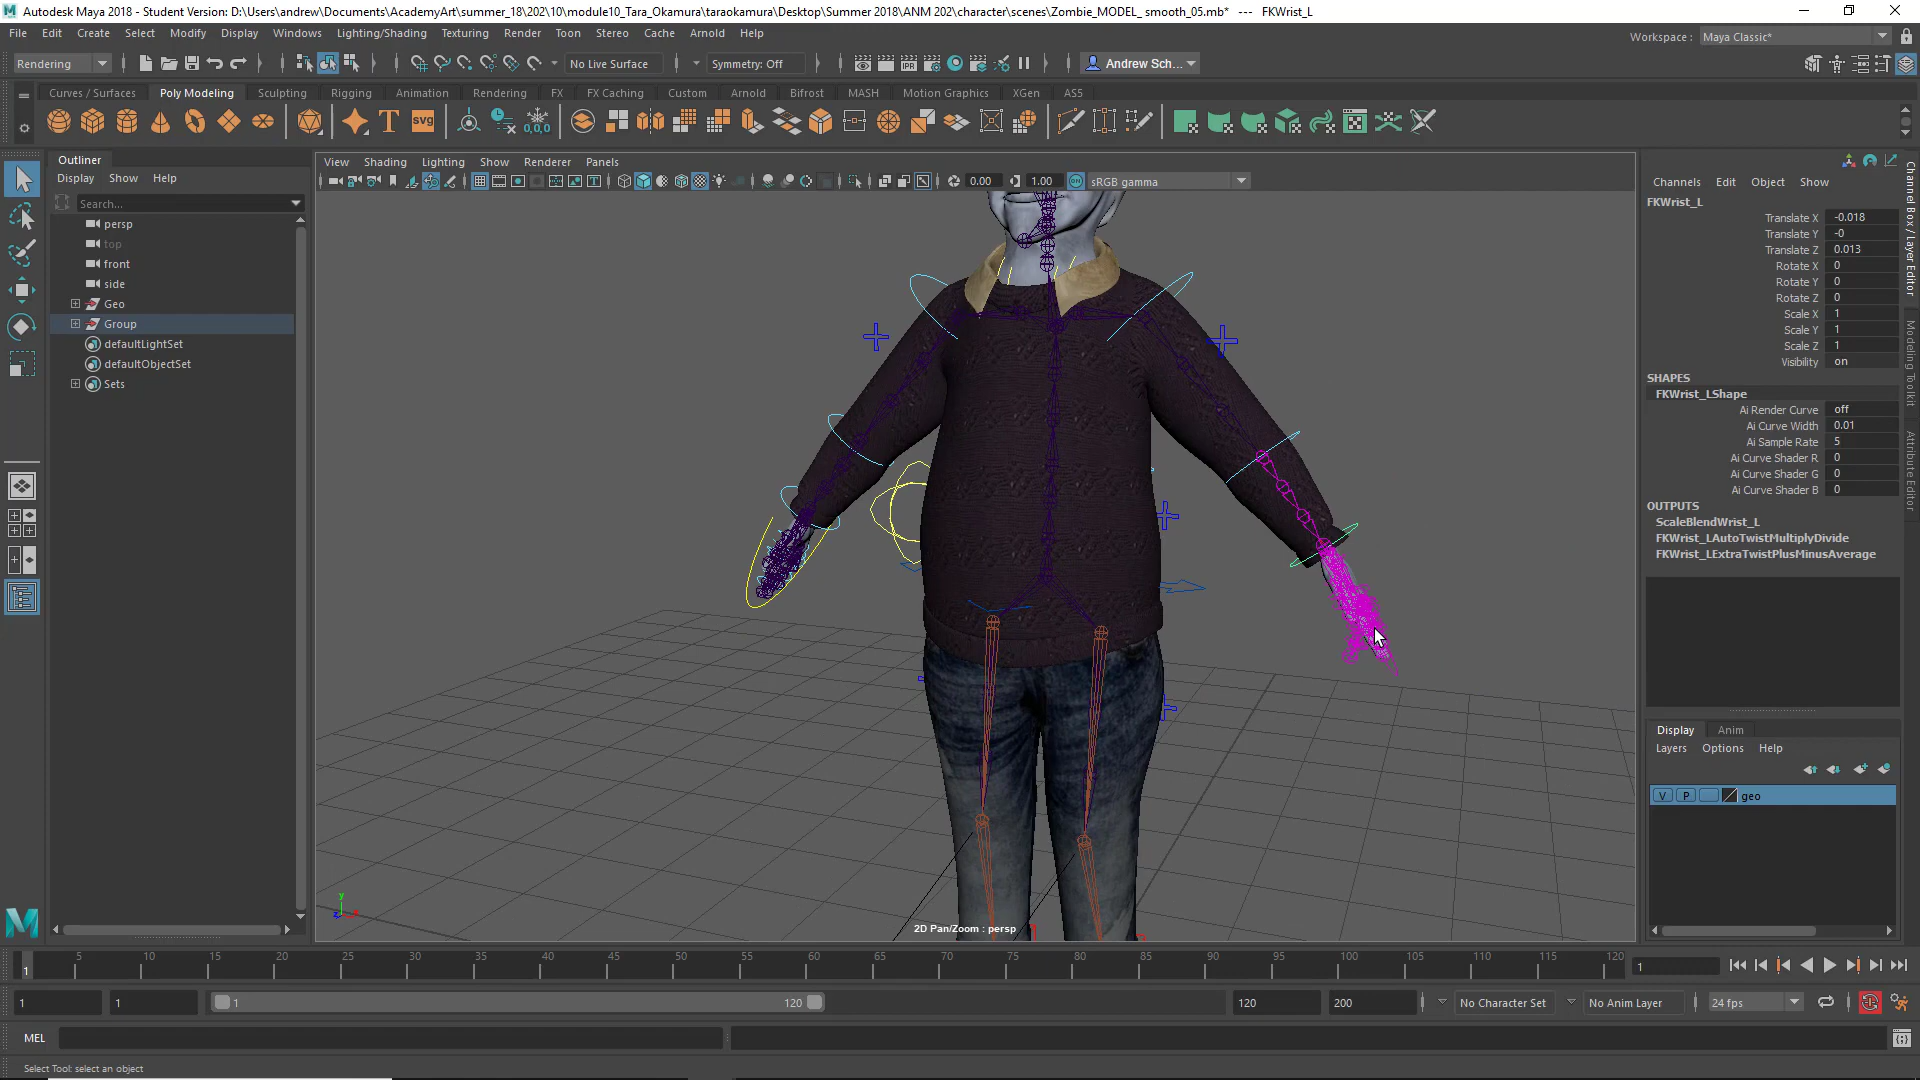 Autodesk Maya 2018 - Student Version: D:\Users\andrew\Documents\AcademyArt\summer_18\202\10\module10_Tara_Okamura\taraokamura\Desktop\Summer 2018\ANM 202\character\scenes\Zombie_MODEL_ smooth_05.mb* --- FKWrist_L
File Edit Create Select Modify Display Windows Lighting/Shading Texturing Render Toon Stereo Cache Arnold Help
Workspace : Maya Classic*
Rendering No Live Surface Symmetry: Off Andrew Sch...
Curves / Surfaces Poly Modeling Sculpting Rigging Animation Rendering FX FX Caching Custom Arnold Bifrost MASH Motion Graphics XGen ASS
T svg 0,0,0
Outliner
Display Show Help
Search...
persp
top
front
side
Geo
Group
defaultLightSet
defaultObjectSet
Sets
View Shading Lighting Show Renderer Panels
0.00 1.00 sRGB gamma
2D Pan/Zoom : persp
Channels Edit Object Show
FKWrist_L
Translate X -0.018
Translate Y -0
Translate Z 0.013
Rotate X 0
Rotate Y 0
Rotate Z 0
Scale X 1
Scale Y 1
Scale Z 1
Visibility on
SHAPES
FKWrist_LShape
Ai Render Curve off
Ai Curve Width 0.01
Ai Sample Rate 5
Ai Curve Shader R 0
Ai Curve Shader G 0
Ai Curve Shader B 0
OUTPUTS
ScaleBlendWrist_L
FKWrist_LAutoTwistMultiplyDivide
FKWrist_LExtraTwistPlusMinusAverage
Display Anim
Layers Options Help
V P geo
Channel Box / Layer Editor
Modeling Toolkit
Attribute Editor
5 10 15 20 25 30 35 40 45 50 55 60 65 70 75 80 85 90 95 100 105 110 115 120
1 1
1 1 1 120 120 200 No Character Set No Anim Layer 24 fps
MEL
Select Tool: select an object